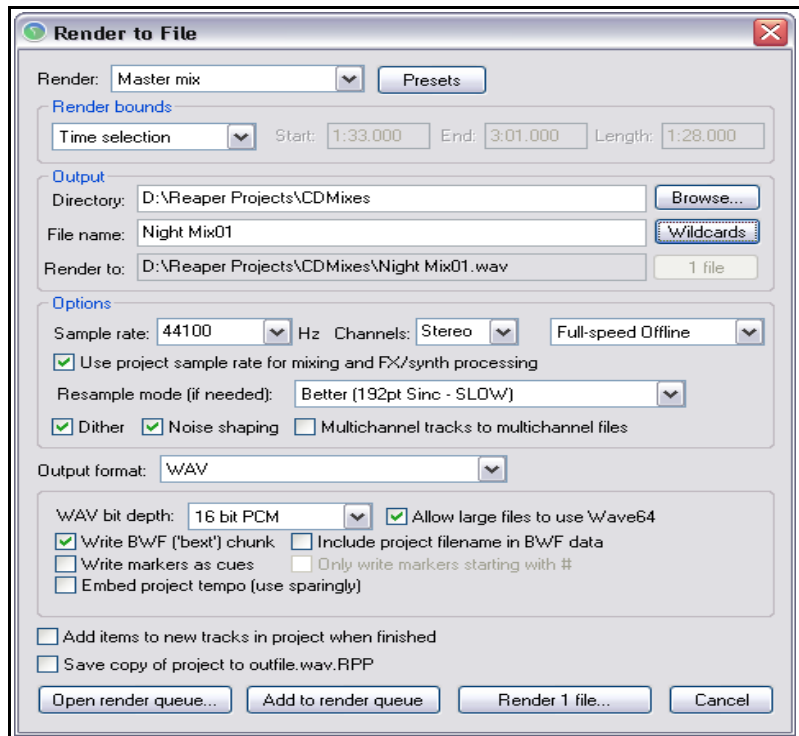 Render to File
Render: Master mix Presets
Render bounds
Time selection Start: 1:33.000 End: 3:01.000 Length: 1:28.000
Output
Directory: D:\Reaper Projects\CDMixes Browse...
File name: Night Mix01 Wildcards
Render to: D:\Reaper Projects\CDMixes\Night Mix01.wav 1 file
Options
Sample rate: 44100 Hz Channels: Stereo Full-speed Offline
Use project sample rate for mixing and FX/synth processing
Resample mode (if needed): Better (192pt Sinc - SLOW)
Dither Noise shaping Multichannel tracks to multichannel files
Output format: WAV
WAV bit depth: 16 bit PCM Allow large files to use Wave64
Write BWF ('bext') chunk Include project filename in BWF data
Write markers as cues Only write markers starting with #
Embed project tempo (use sparingly)
Add items to new tracks in project when finished
Save copy of project to outfile.wav.RPP
Open render queue... Add to render queue Render 1 file... Cancel